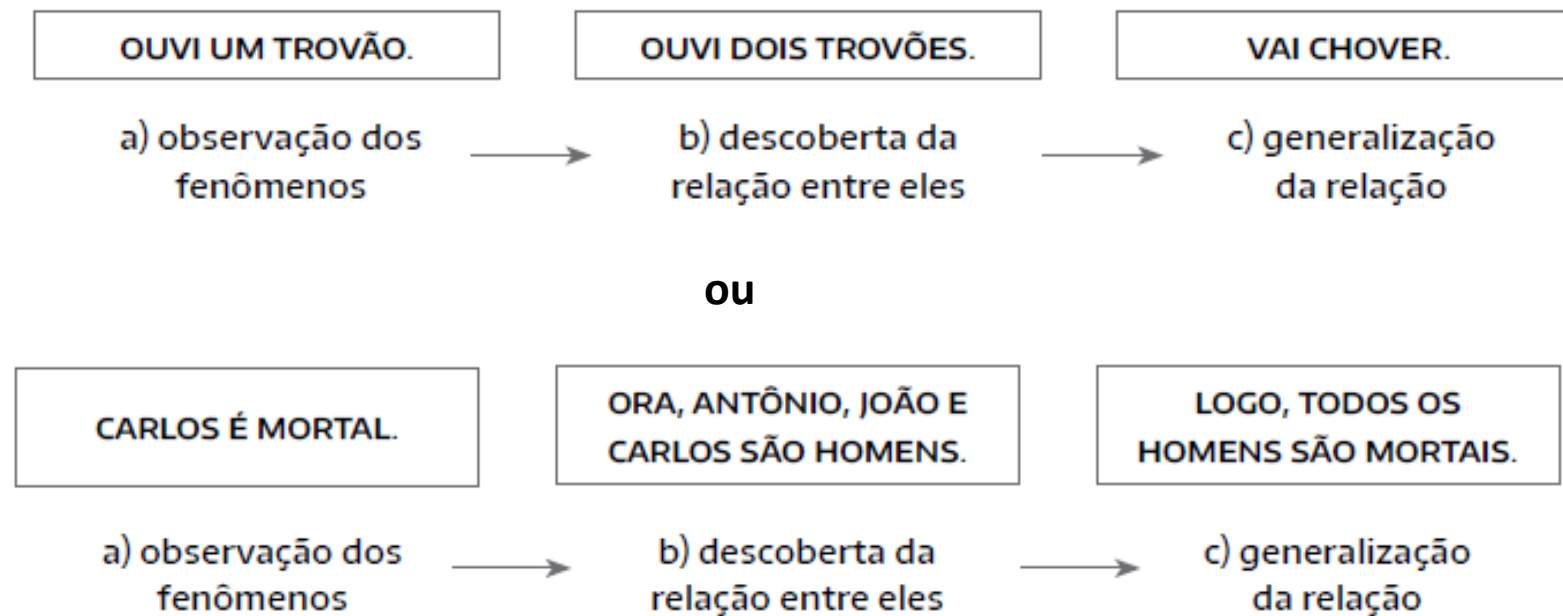 OUVI UM TROVÃO.
OUVI DOIS TROVÕES.
VAI CHOVER.
a) observação dos
fenômenos
b) descoberta da
relação entre eles
c) generalização
da relação
ou
CARLOS É MORTAL.
ORA, ANTÔNIO, JOÃO E
CARLOS SÃO HOMENS.
LOGO, TODOS OS
HOMENS SÃO MORTAIS.
a) observação dos
fenômenos
b) descoberta da
relação entre eles
c) generalização
da relação